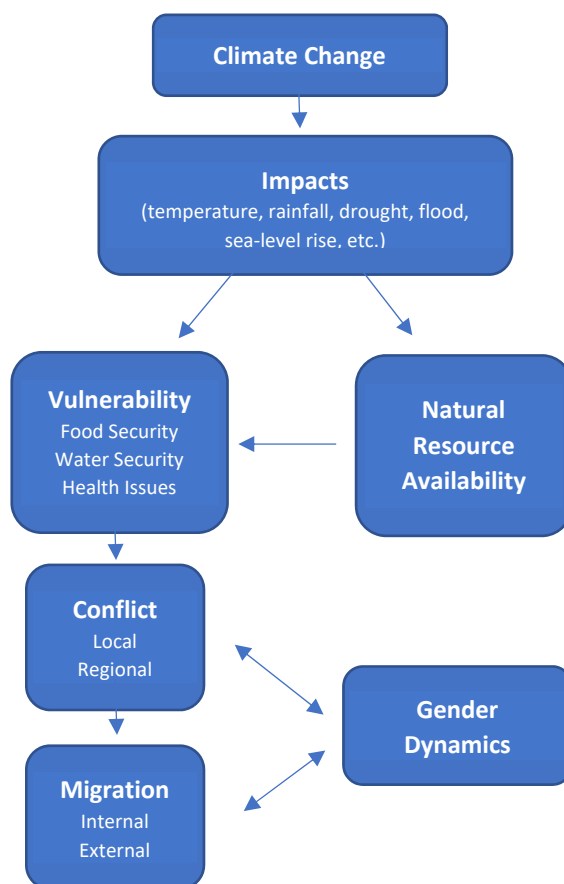 Climate Change
Impacts
(temperature, rainfall, drought, flood,
sea-level rise, etc.)
Vulnerability
Food Security
Water Security
Health Issues
Natural
Resource
Availability
Conflict
Local
Regional
Gender
Dynamics
Migration
Internal
External